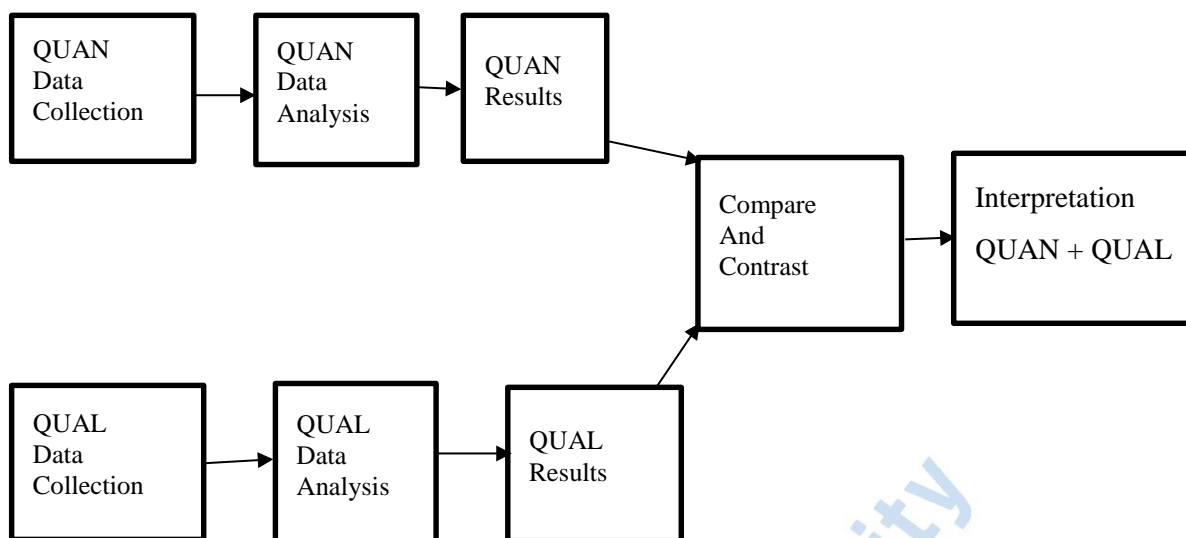 QUAN
Data
Collection
QUAN
Data
Analysis
QUAN
Results
Compare
And
Contrast
Interpretation
QUAN + QUAL
QUAL
Data
Collection
QUAL
Data
Analysis
QUAL
Results